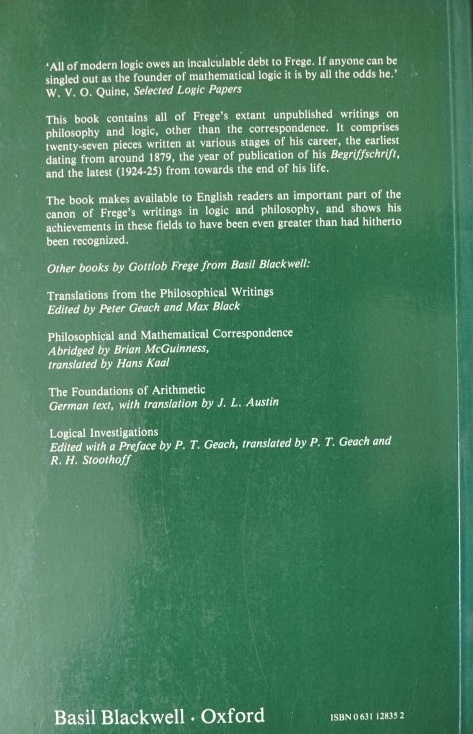 'All of modern logic owes an incalculable debt to Frege. If anyone can be
singled out as the founder of mathematical logic it is by all the odds he.'
W. V. O. Quine, Selected Logic Papers
This book contains all of Frege's extant unpublished writings on
philosophy and logic, other than the correspondence. It comprises
twenty-seven pieces written at various stages of his career, the earliest
dating from around 1879, the year of publication of his Begriffschrift,
and the latest (1924-25) from towards the end of his life.
The book makes available to English readers an important part of the
canon of Frege's writings in logic and philosophy, and shows his
achievements in these fields to have been even greater than had hitherto
been recognized.
Other books by Gottlob Frege from Basil Blackwell:
Translations from the Philosophical Writings
Edited by Peter Geach and Max Black
Philosophical and Mathematical Correspondence
Abridged by Brian McGuinness,
translated by Hans Kaal
The Foundations of Arithmetic
German text, with translation by J. L. Austin
Logical Investigations
Edited with a Preface by P. T. Geach, translated by P. T. Geach and
R. H. Stoothoff
Basil Blackwell · Oxford
ISBN 0 631 12835 2